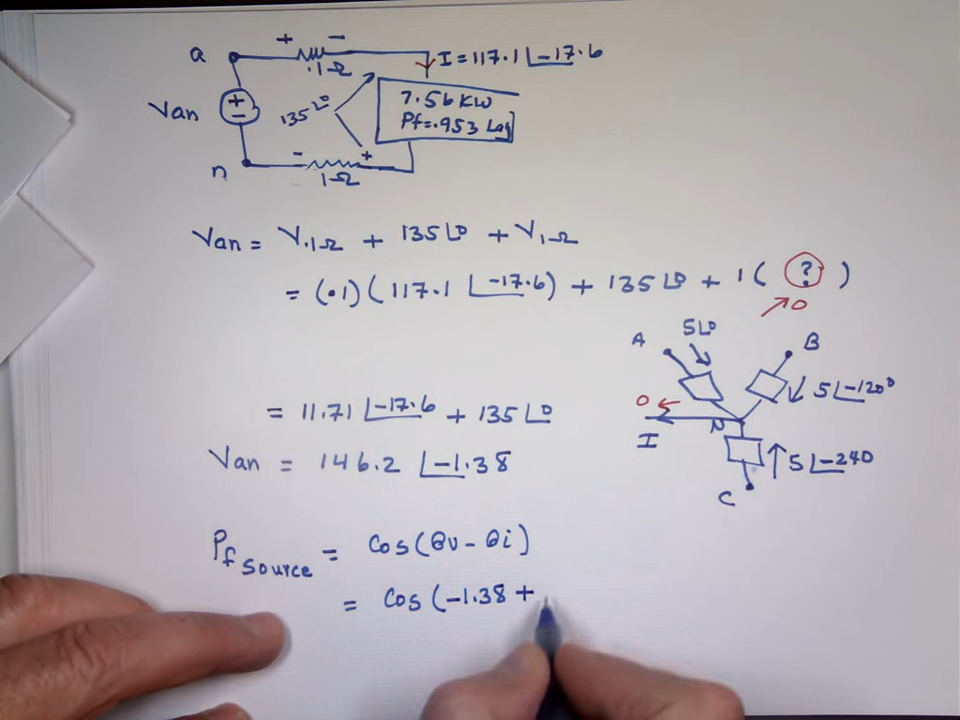 a + - I = 117.1∠-17.6
.1Ω
Van + - 135∠0 7.56 KW
Pf=.953 Lag
n - + 1Ω
Van = V.1Ω + 135∠0 + V1Ω
= (.1)(117.1 ∠-17.6) + 135∠0 + 1( ? )
0
A 5∠0 B
0 5∠-120°
I N
5∠-240
C
= 11.71∠-17.6 + 135∠0
Van = 146.2 ∠-1.38
Pf source = Cos(θv - θi)
= Cos (-1.38 +